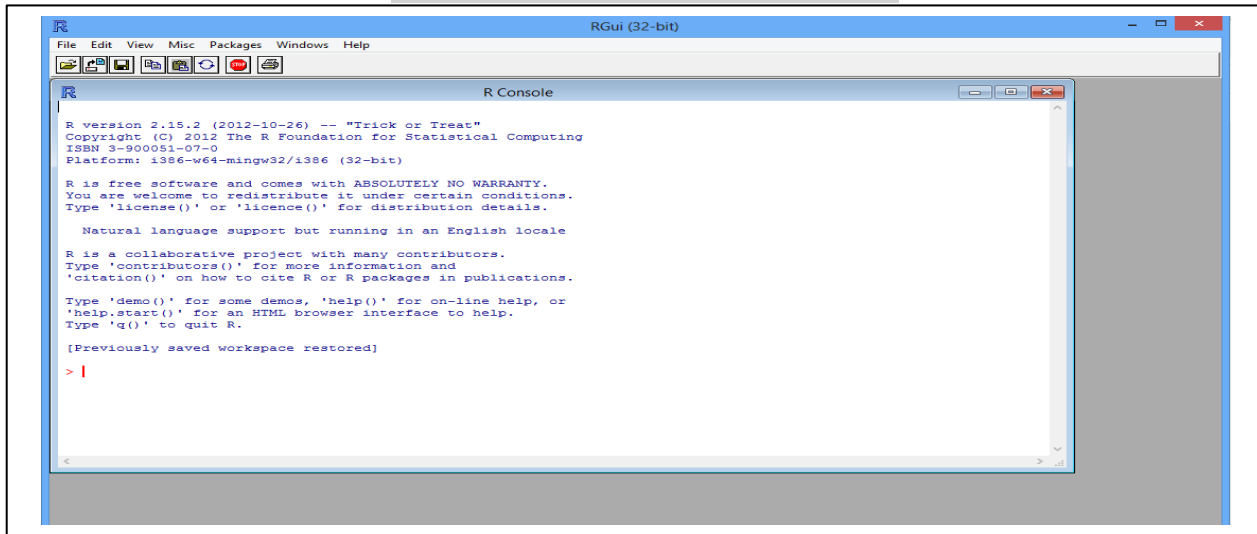 RGui (32-bit)
File Edit View Misc Packages Windows Help
STOP
R Console
R version 2.15.2 (2012-10-26) -- "Trick or Treat"
Copyright (C) 2012 The R Foundation for Statistical Computing
ISBN 3-900051-07-0
Platform: i386-w64-mingw32/i386 (32-bit)
R is free software and comes with ABSOLUTELY NO WARRANTY.
You are welcome to redistribute it under certain conditions.
Type 'license()' or 'licence()' for distribution details.
Natural language support but running in an English locale
R is a collaborative project with many contributors.
Type 'contributors()' for more information and
'citation()' on how to cite R or R packages in publications.
Type 'demo()' for some demos, 'help()' for on-line help, or
'help.start()' for an HTML browser interface to help.
Type 'q()' to quit R.
[Previously saved workspace restored]
>